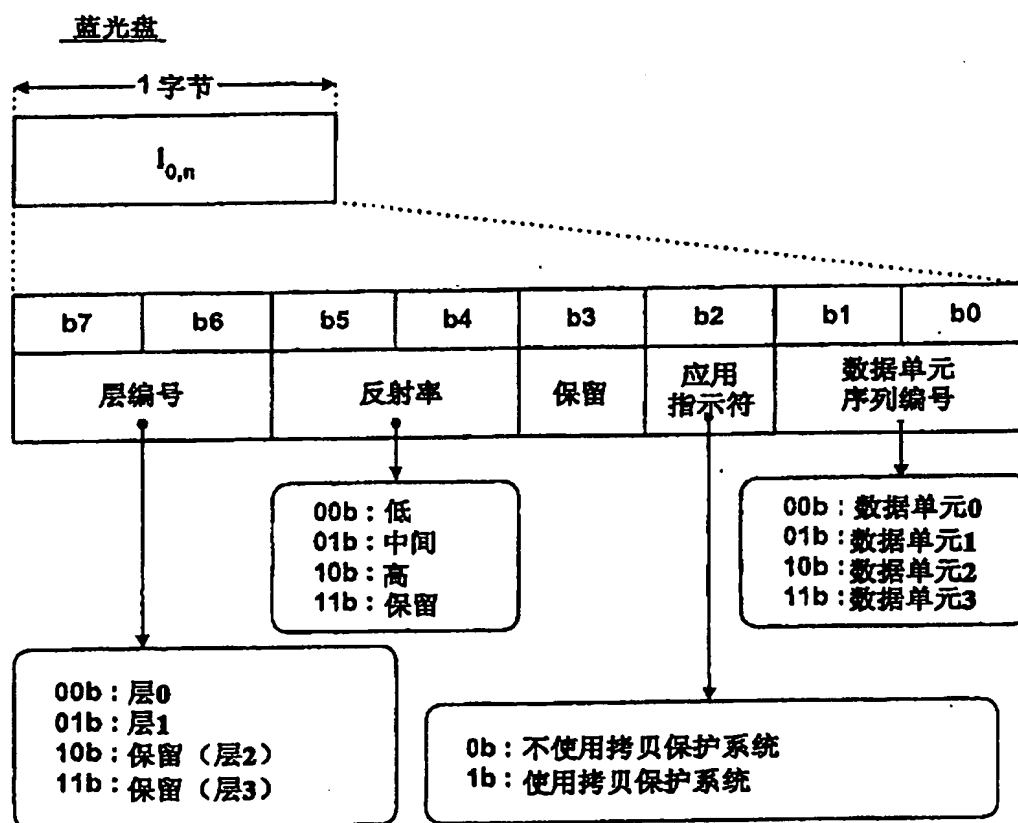 蓝光盘
1 字节
I0,n
b7 b6 b5 b4 b3 b2 b1 b0
层编号 反射率 保留 应用指示符 数据单元序列编号
00b：低
01b：中间
10b：高
11b：保留
00b：数据单元0
01b：数据单元1
10b：数据单元2
11b：数据单元3
00b：层0
01b：层1
10b：保留（层2）
11b：保留（层3）
0b：不使用拷贝保护系统
1b：使用拷贝保护系统